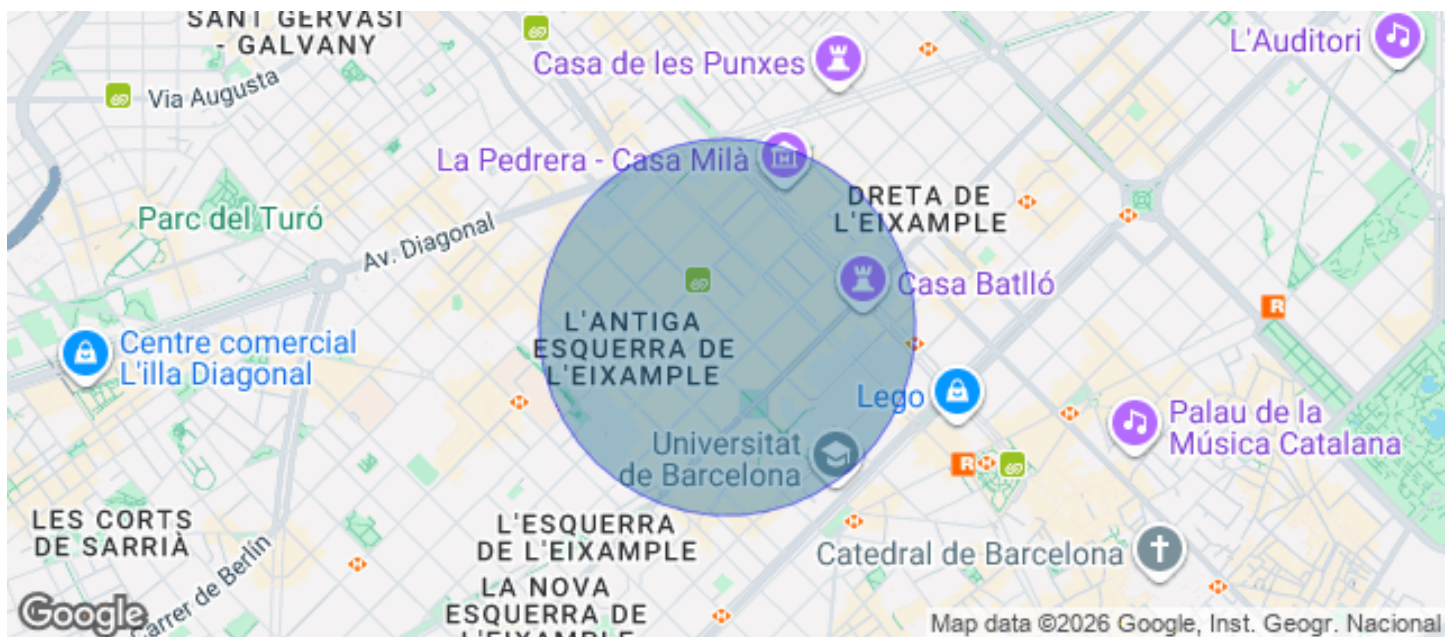 SANT GERVASI
- GALVANY
L'Auditori
Casa de les Punxes
Via Augusta
La Pedrera - Casa Milà
DRETA DE
L'EIXAMPLE
Parc del Turó
Av. Diagonal
Casa Batlló
L'ANTIGA
ESQUERRA DE
L'EIXAMPLE
Centre comercial
L'illa Diagonal
Lego
Palau de la
Música Catalana
Universitat
de Barcelona
R
R
LES CORTS
DE SARRIÀ
L'ESQUERRA
DE L'EIXAMPLE
Catedral de Barcelona
Carrer de Berlín
LA NOVA
ESQUERRA DE
L'EIXAMPLE
Google
Map data ©2026 Google, Inst. Geogr. Nacional